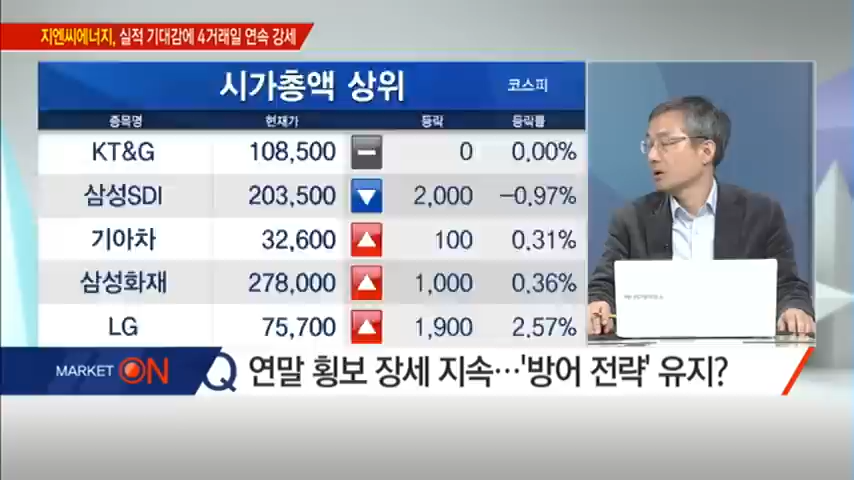 지엔씨에너지, 실적 기대감에 4거래일 연속 강세
시가총액 상위 코스피
종목명 현재가 등락 등락률
KT&G 108,500 0 0.00%
삼성SDI 203,500 2,000 -0.97%
기아차 32,600 100 0.31%
삼성화재 278,000 1,000 0.36%
LG 75,700 1,900 2.57%
MARKET ON Q 연말 횡보 장세 지속…'방어 전략' 유지?